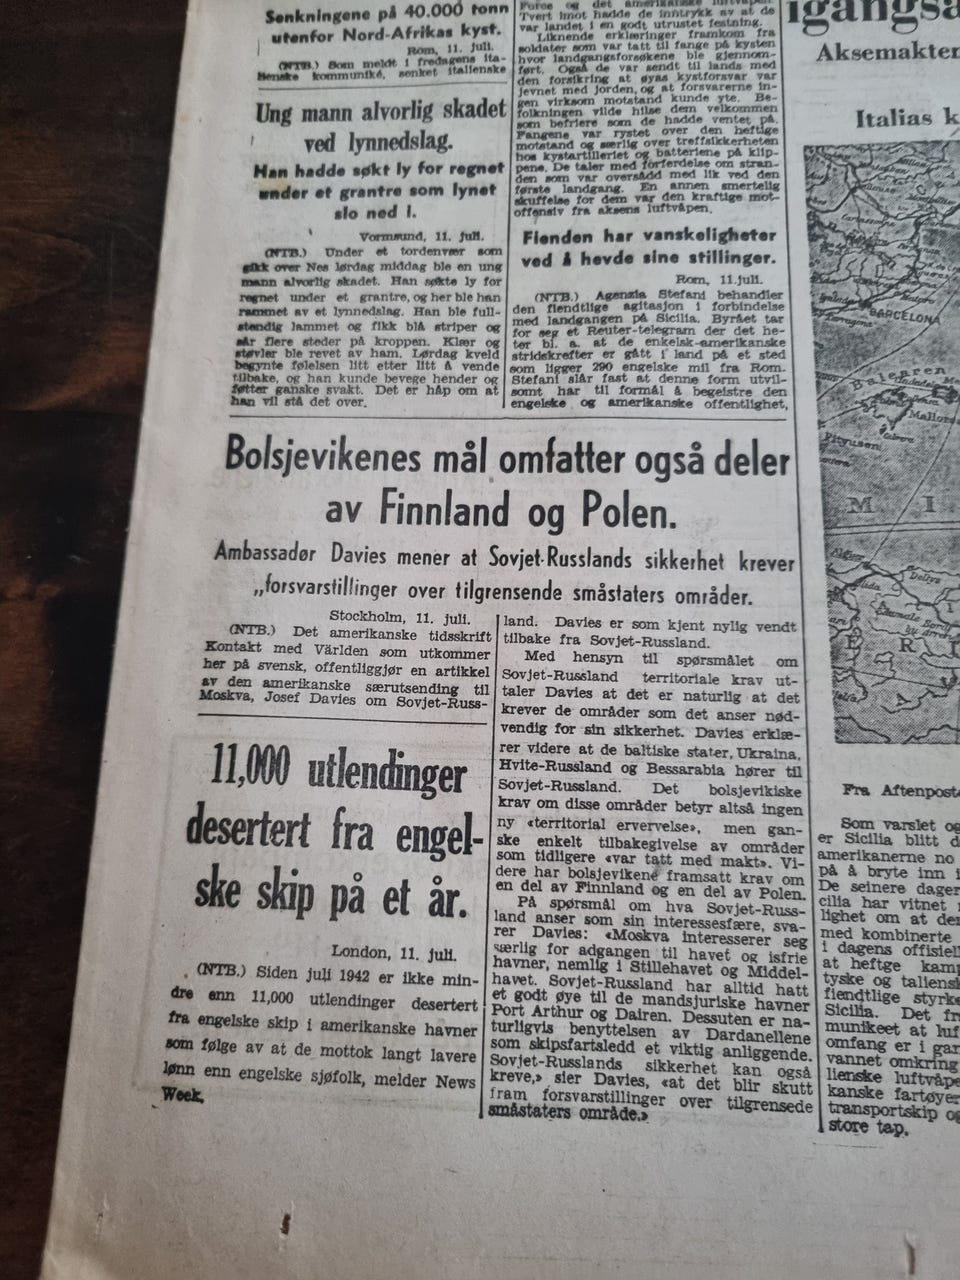 Senkningene på 40.000 tonn
utenfor Nord-Afrikas kyst.
Rom, 11. juli.
(NTB.) Som meldt i fredagens ita-
lienske kommuniké, senket italienske
Ung mann alvorlig skadet
ved lynnedslag.
Han hadde søkt ly for regnet
under et grantre som lynet
slo ned i.
Vormsund, 11. juli.
(NTB.) Under et tordenvær som
gikk over Nes lørdag middag ble en ung
mann alvorlig skadet. Han søkte ly for
regnet under et grantre, og her ble han
rammet av et lynnedslag. Han ble full-
stendig lammet og fikk blå striper og
sår flere steder på kroppen. Klær og
støvler ble revet av ham. Lørdag kveld
begynte følelsen litt etter litt å vende
tilbake, og han kunde bevege hender og
føtter ganske svakt. Det er håp om at
han vil stå det over.
Force og det amerikanske luftvåpen.
Tvert imot hadde de inntrykk av at de
var landet i en godt utrustet festning.
Liknende erklæringer framkom fra
soldater som var tatt til fange på kysten
hvor landgangsforsøkene ble gjennom-
ført. Også de var sendt til lands med
den forsikring at øyas kystforsvar var
jevnet med jorden, og at forsvarerne in-
gen virksom motstand kunde yte. Be-
folkningen vilde hilse dem velkommen
som befriere som de hadde ventet på.
Fangene var rystet over den heftige
motstand og særlig over treffsikkerheten
hos kystartilleriet og batteriene på klip-
pene. De taler med forferdelse om stran-
den som var oversådd med lik ved den
første landgang. En annen smertelig
skuffelse for dem var den kraftige mot-
offensiv fra aksens luftvåpen.
Fienden har vanskeligheter
ved å hevde sine stillinger.
Rom, 11. juli.
(NTB.) Agenzia Stefani behandler
den fiendtlige agitasjon i forbindelse
med landgangen på Sicilia. Byrået tar
for seg et Reuter-telegram der det he-
ter bl. a. at de enkelsk-amerikanske
stridskrefter er gått i land på et sted
som ligger 290 engelske mil fra Rom.
Stefani slår fast at denne form utvil-
somt har til formål å begeistre den
engelske og amerikanske offentlighet,
Bolsjevikenes mål omfatter også deler
av Finnland og Polen.
Ambassadør Davies mener at Sovjet-Russlands sikkerhet krever
„forsvarstillinger over tilgrensende småstaters områder.
Stockholm, 11. juli.
(NTB.) Det amerikanske tidsskrift
Kontakt med Världen som utkommer
her på svensk, offentliggjør en artikkel
av den amerikanske særutsending til
Moskva, Josef Davies om Sovjet-Russ-
land. Davies er som kjent nylig vendt
tilbake fra Sovjet-Russland.
Med hensyn til spørsmålet om
Sovjet-Russland territoriale krav ut-
taler Davies at det er naturlig at det
krever de områder som det anser nød-
vendig for sin sikkerhet. Davies erklæ-
rer videre at de baltiske stater, Ukraina,
Hvite-Russland og Bessarabia hører til
Sovjet-Russland. Det bolsjevikiske
krav om disse områder betyr altså ingen
ny «territorial ervervelse», men gan-
ske enkelt tilbakegivelse av områder
som tidligere «var tatt med makt». Vi-
dere har bolsjevikene framsatt krav om
en del av Finnland og en del av Polen.
På spørsmål om hva Sovjet-Russ-
land anser som sin interessesfære, sva-
rer Davies: «Moskva interesserer seg
særlig for adgangen til havet og isfrie
havner, nemlig i Stillehavet og Middel-
havet. Sovjet-Russland har alltid hatt
et godt øye til de mandsjuriske havner
Port Arthur og Dairen. Dessuten er na-
turligvis benyttelsen av Dardanellene
som skipsfartsledd et viktig anliggende.
Sovjet-Russlands sikkerhet kan også
kreve,» sier Davies, «at det blir skutt
fram forsvarstillinger over tilgrensede
småstaters område.»
11,000 utlendinger
desertert fra engel-
ske skip på et år.
London, 11. juli.
(NTB.) Siden juli 1942 er ikke min-
dre enn 11,000 utlendinger desertert
fra engelske skip i amerikanske havner
som følge av at de mottok langt lavere
lønn enn engelske sjøfolk, melder News
Week.
igangsa
Aksemakten
Italias k
BARCELONA
Balearen
Mallor
Pityusen
M I
Algier
Dellys
R
A
Fra Aftenpost
Som varslet og
er Sicilia blitt d
amerikanerne no
på å bryte inn i
De seinere dager
cilia har vitnet
lighet om at de
med kombinerte
i dagens offisiel
at heftge kam
tyske og taliensk
fiendtlige styrke
Sicilia. Det fr
munikeet at luf
omfang er i gar
vannet omkring
lienske luftvåpe
kanske fartøyer
transportskip og
store tap.